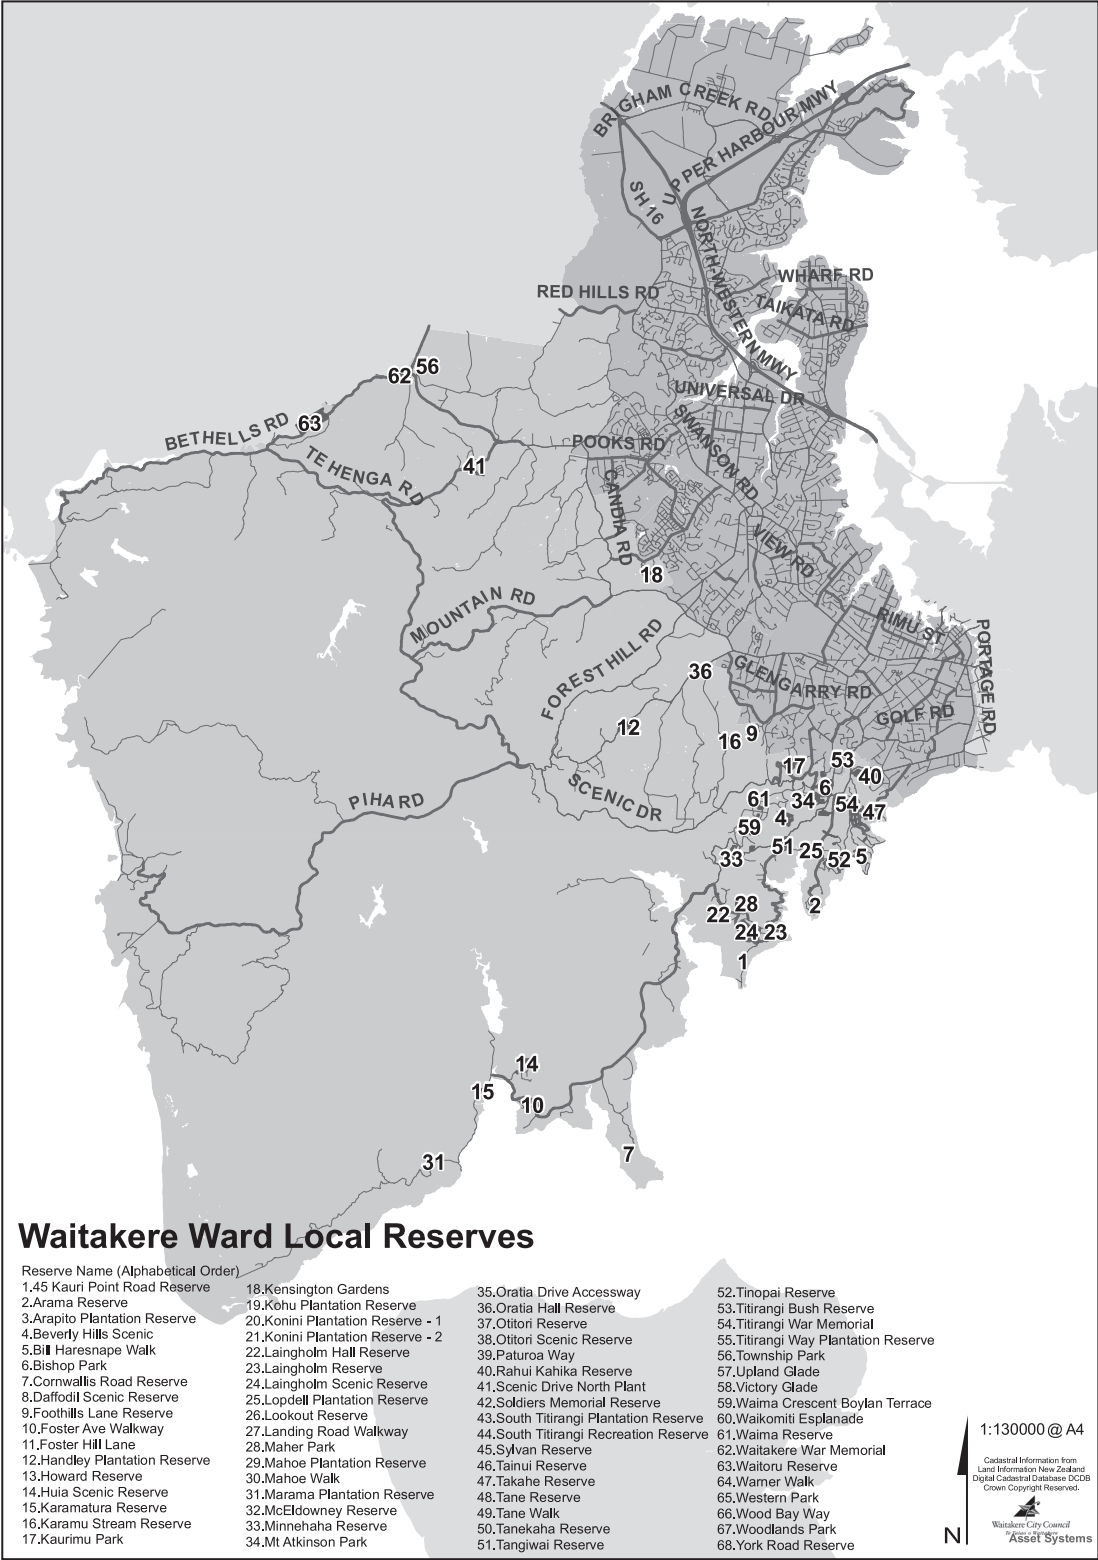 BRIGHAM CREEK RD
UPPER HARBOUR MWY
SH 16
NORTH-WESTERN MWY
WHARF RD
RED HILLS RD
TAIKATA RD
56
62
UNIVERSAL DR
63
BETHELLS RD
SWANSON RD
POOKS RD
TE HENGA RD
41
CANDIA RD
VIEW RD
18
MOUNTAIN RD
RIMU ST
PORTAGE RD
FOREST HILL RD
36
GLENGARRY RD
GOLF RD
12
16
9
17
53
40
6
PIHA RD
SCENIC DR
61
34
54
47
4
59
51
25
33
52
5
28
22
2
24
23
1
14
15
10
7
31
Waitakere Ward Local Reserves
Reserve Name (Alphabetical Order)
1.45 Kauri Point Road Reserve
2.Arama Reserve
3.Arapito Plantation Reserve
4.Beverly Hills Scenic
5.Bill Haresnape Walk
6.Bishop Park
7.Cornwallis Road Reserve
8.Daffodil Scenic Reserve
9.Foothills Lane Reserve
10.Foster Ave Walkway
11.Foster Hill Lane
12.Handley Plantation Reserve
13.Howard Reserve
14.Huia Scenic Reserve
15.Karamatura Reserve
16.Karamu Stream Reserve
17.Kaurimu Park
18.Kensington Gardens
19.Kohu Plantation Reserve
20.Konini Plantation Reserve - 1
21.Konini Plantation Reserve - 2
22.Laingholm Hall Reserve
23.Laingholm Reserve
24.Laingholm Scenic Reserve
25.Lopdell Plantation Reserve
26.Lookout Reserve
27.Landing Road Walkway
28.Maher Park
29.Mahoe Plantation Reserve
30.Mahoe Walk
31.Marama Plantation Reserve
32.McEldowney Reserve
33.Minnehaha Reserve
34.Mt Atkinson Park
35.Oratia Drive Accessway
36.Oratia Hall Reserve
37.Otitori Reserve
38.Otitori Scenic Reserve
39.Paturoa Way
40.Rahui Kahika Reserve
41.Scenic Drive North Plant
42.Soldiers Memorial Reserve
43.South Titirangi Plantation Reserve
44.South Titirangi Recreation Reserve
45.Sylvan Reserve
46.Tainui Reserve
47.Takahe Reserve
48.Tane Reserve
49.Tane Walk
50.Tanekaha Reserve
51.Tangiwai Reserve
52.Tinopai Reserve
53.Titirangi Bush Reserve
54.Titirangi War Memorial
55.Titirangi Way Plantation Reserve
56.Township Park
57.Upland Glade
58.Victory Glade
59.Waima Crescent Boylan Terrace
60.Waikomiti Esplanade
61.Waima Reserve
62.Waitakere War Memorial
63.Waitoru Reserve
64.Warner Walk
65.Western Park
66.Wood Bay Way
67.Woodlands Park
68.York Road Reserve
1:130000 @ A4
Cadastral Information from
Land Information New Zealand
Digital Cadastral Database DCDB
Crown Copyright Reserved.
Waitakere City Council
N
Asset Systems